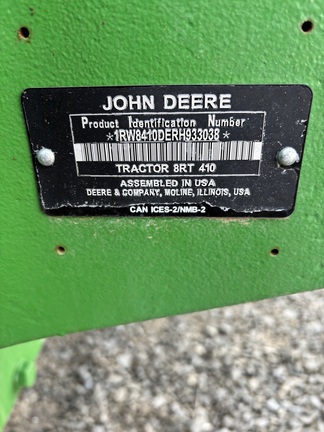 JOHN DEERE
Product Identification Number
*1RW8410DERH933038*
TRACTOR 8RT 410
ASSEMBLED IN USA
DEERE & COMPANY, MOLINE, ILLINOIS, USA
CAN ICES-2/NMB-2